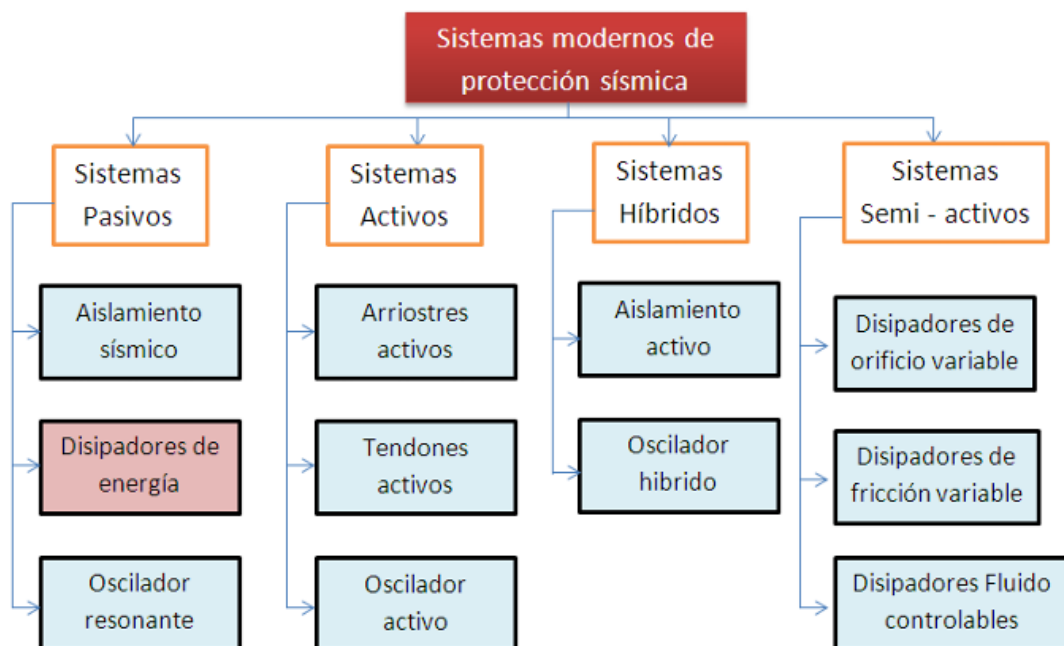 Sistemas modernos de
protección sísmica
Sistemas
Pasivos
Aislamiento
sísmico
Disipadores de
energía
Oscilador
resonante
Sistemas
Activos
Arriostres
activos
Tendones
activos
Oscilador
activo
Sistemas
Híbridos
Aislamiento
activo
Oscilador
hibrido
Sistemas
Semi - activos
Disipadores de
orificio variable
Disipadores de
fricción variable
Disipadores Fluido
controlables